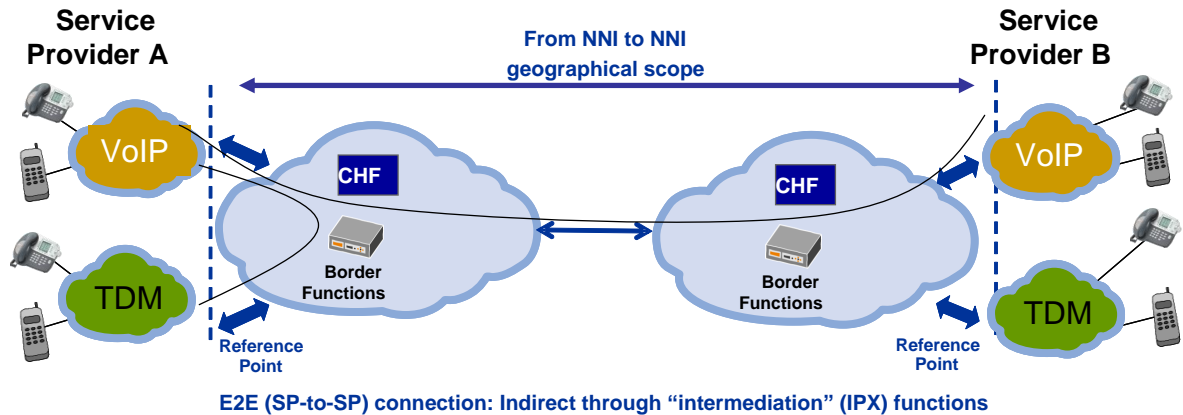 Service
Provider A
From NNI to NNI
geographical scope
Service
Provider B
VoIP
CHF
CHF
VoIP
Border
Functions
Border
Functions
TDM
TDM
Reference
Point
Reference
Point
E2E (SP-to-SP) connection: Indirect through “intermediation” (IPX) functions